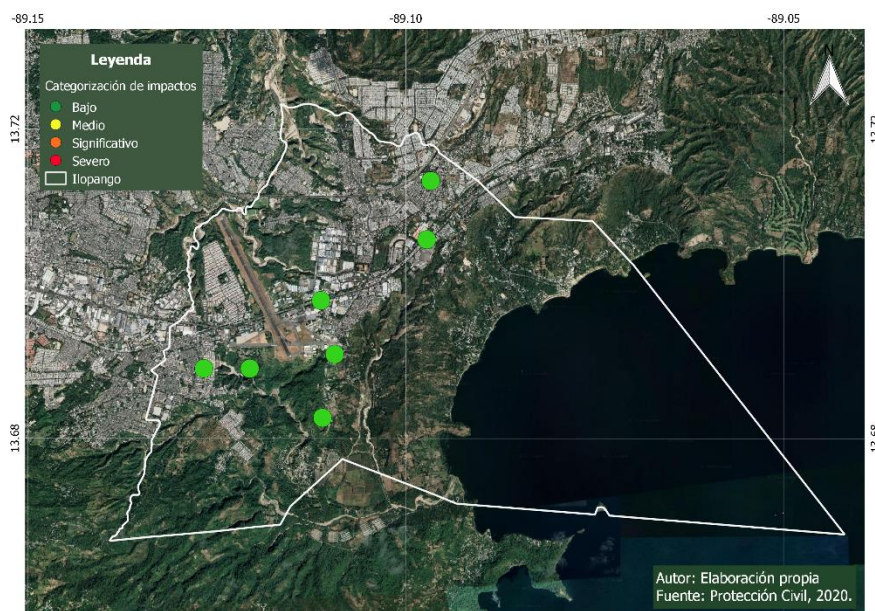 -89.15
-89.10
-89.05
Leyenda
Categorización de impactos
Bajo
Medio
Significativo
Severo
Ilopango
N
13.72
13.72
13.68
13.68
Autor: Elaboración propia
Fuente: Protección Civil, 2020.